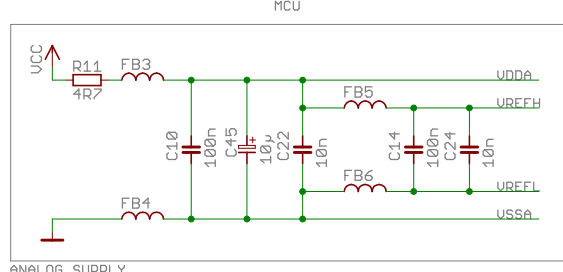 MCU
VCC
R11
4R7
FB3
VDDA
FB5
VREFH
C10
100n
C45
+
10µ
C22
10n
C14
100n
C24
10n
FB6
VREFL
FB4
VSSA
ANALOG SUPPLY